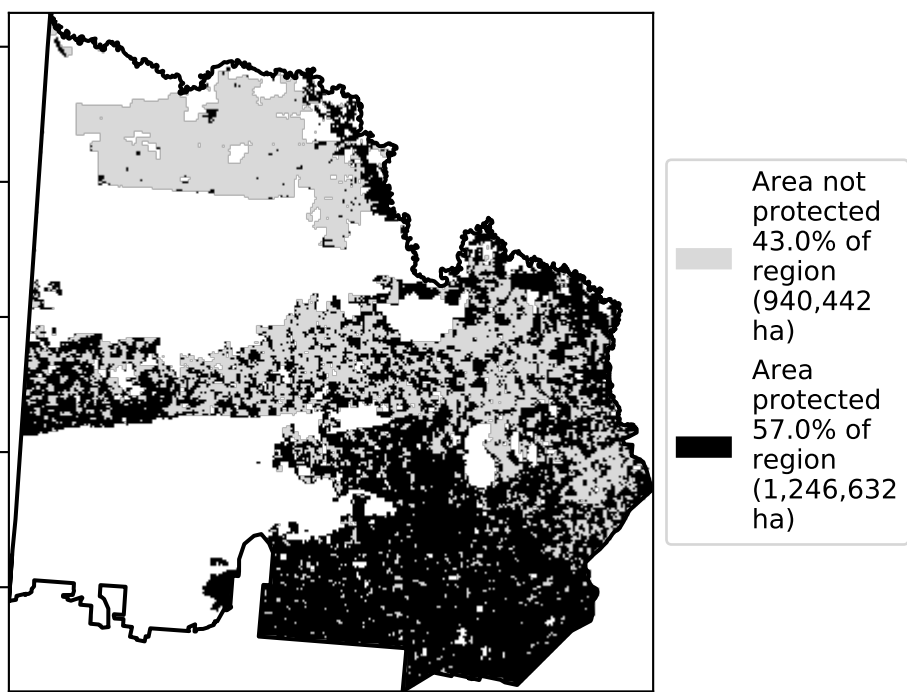 Area not
protected
43.0% of
region
(940,442
ha)
Area
protected
57.0% of
region
(1,246,632
ha)